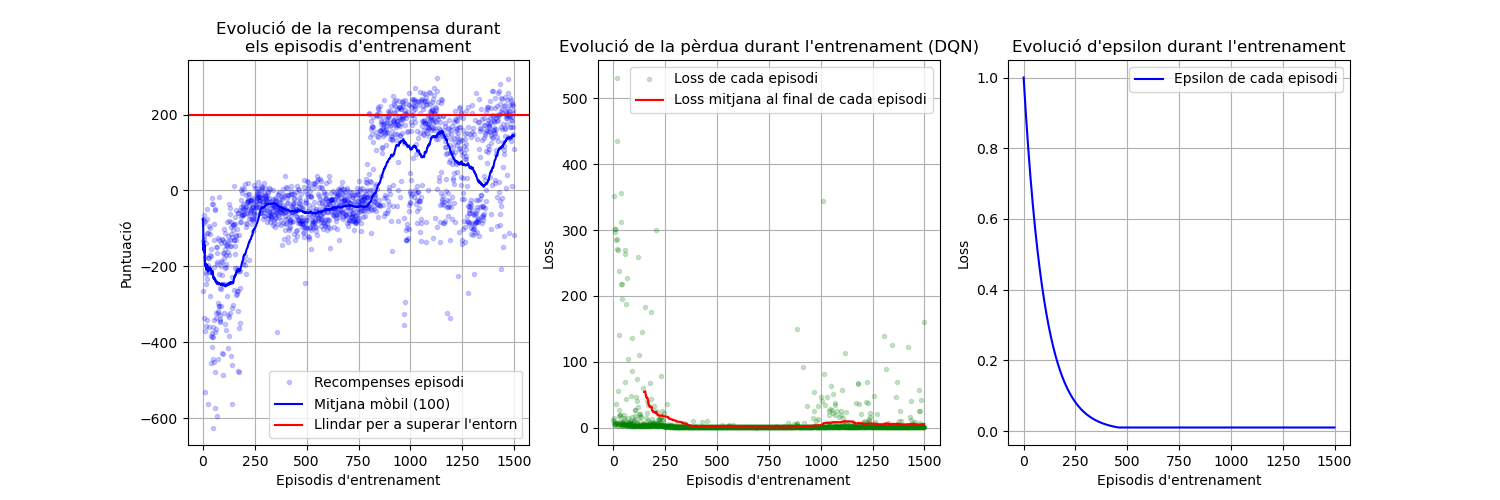 Evolució de la recompensa durant
els episodis d'entrenament
Puntuació
200
0
−200
−400
−600
Recompenses episodi
Mitjana mòbil (100)
Llindar per a superar l'entorn
0 250 500 750 1000 1250 1500
Episodis d'entrenament
Evolució de la pèrdua durant l'entrenament (DQN)
Loss
500
400
300
200
100
0
Loss de cada episodi
Loss mitjana al final de cada episodi
0 250 500 750 1000 1250 1500
Episodis d'entrenament
Evolució d'epsilon durant l'entrenament
Loss
1.0
0.8
0.6
0.4
0.2
0.0
Epsilon de cada episodi
0 250 500 750 1000 1250 1500
Episodis d'entrenament